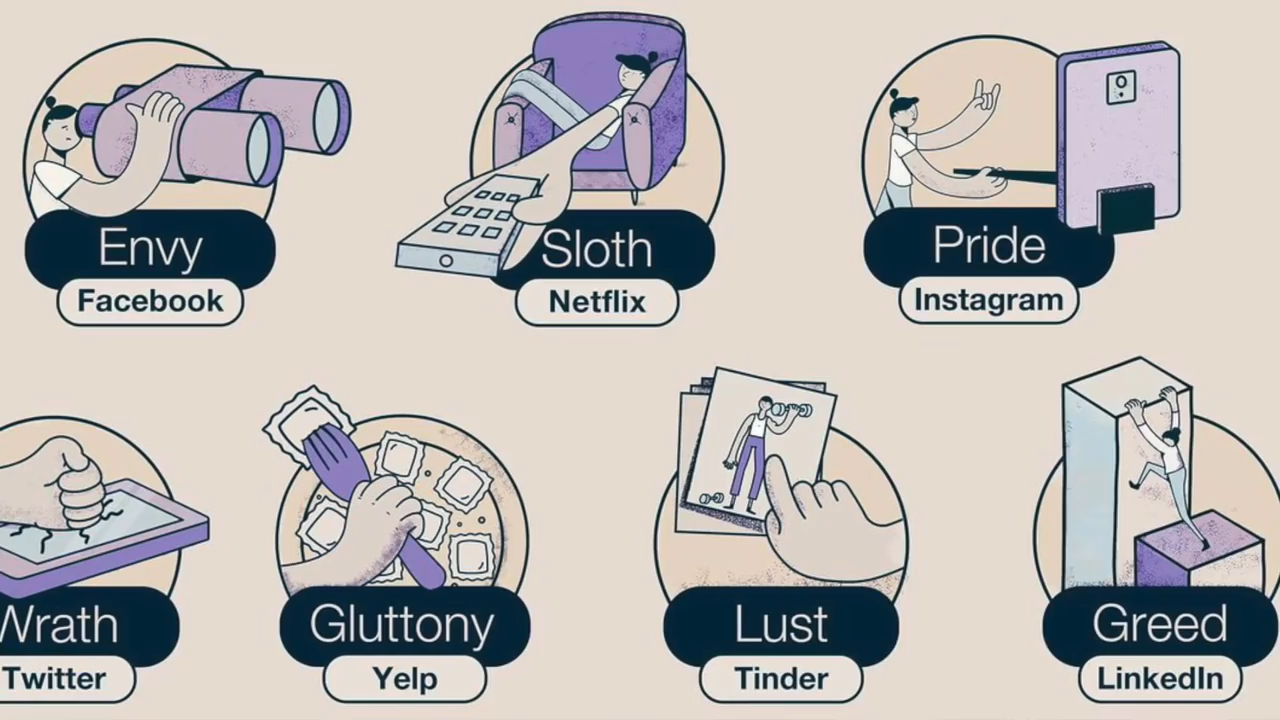 Envy
Facebook
Sloth
Netflix
Pride
Instagram
Wrath
Twitter
Gluttony
Yelp
Lust
Tinder
Greed
LinkedIn